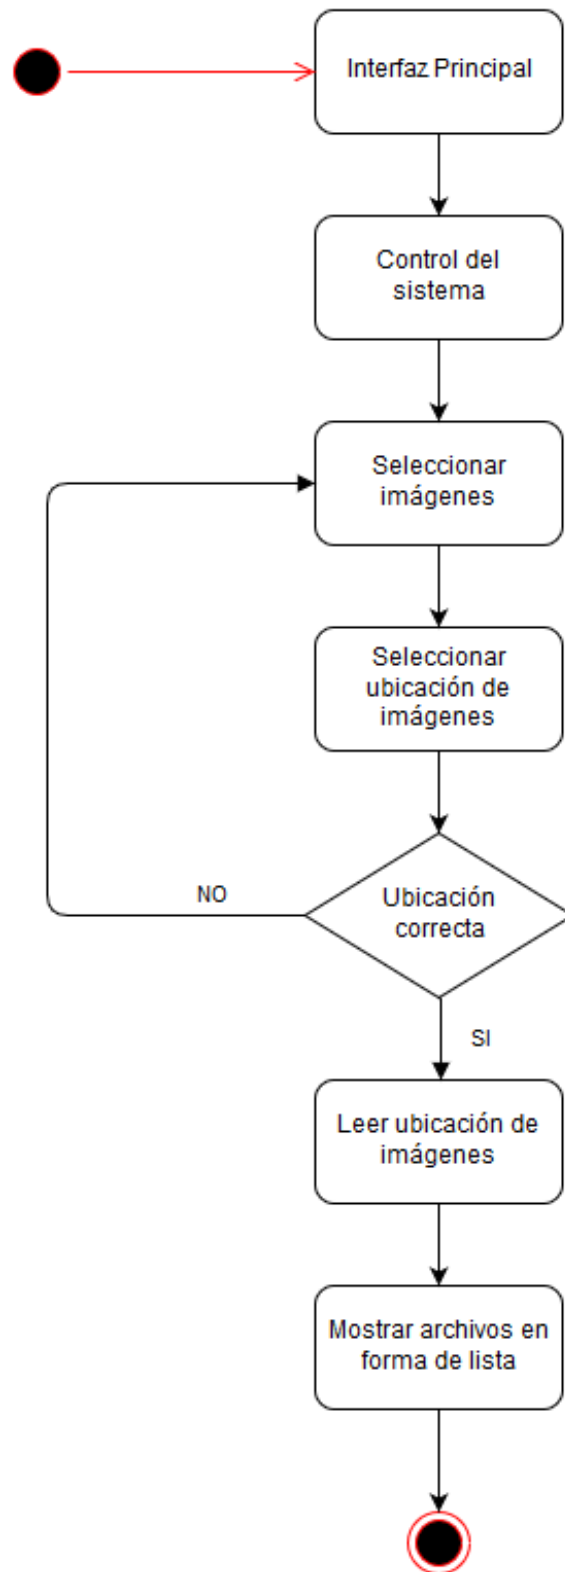 Interfaz Principal
Control del
sistema
Seleccionar
imágenes
Seleccionar
ubicación de
imágenes
Ubicación
correcta
NO
SI
Leer ubicación de
imágenes
Mostrar archivos en
forma de lista